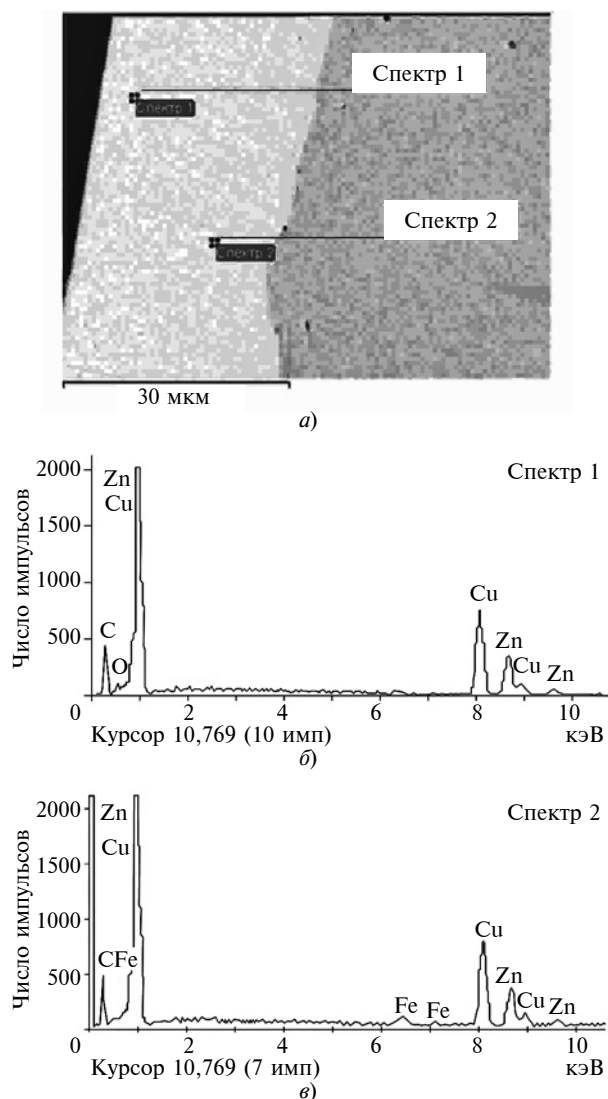 Спектр 1
Спектр 1
Спектр 2
Спектр 2
30 мкм
а)
Число импульсов
2000
1500
1000
500
Zn
Cu
C
O
Спектр 1
Cu
Zn
Cu
Zn
0 2 4 6 8 10
Курсор 10,769 (10 имп) кэВ
б)
Число импульсов
2000
1500
1000
500
Zn
Cu
CFe
Спектр 2
Fe
Fe
Cu
Zn
Cu
Zn
0 2 4 6 8 10
Курсор 10,769 (7 имп) кэВ
в)